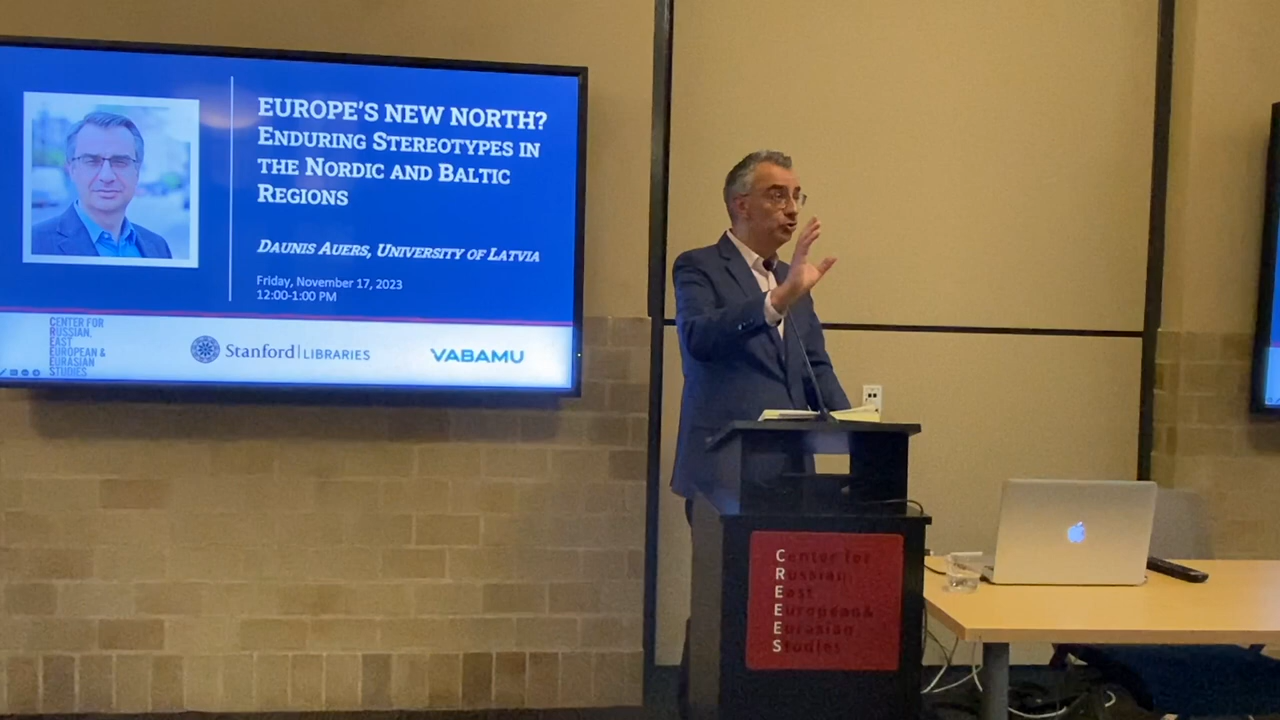 EUROPE'S NEW NORTH?
ENDURING STEREOTYPES IN
THE NORDIC AND BALTIC
REGIONS
DAUNIS AUERS, UNIVERSITY OF LATVIA
Friday, November 17, 2023
12:00-1:00 PM
CENTER FOR
RUSSIAN,
EAST
EUROPEAN &
EURASIAN
STUDIES
Stanford | LIBRARIES
VABAMU
Center for
Russian,
East
European &
Eurasian
Studies